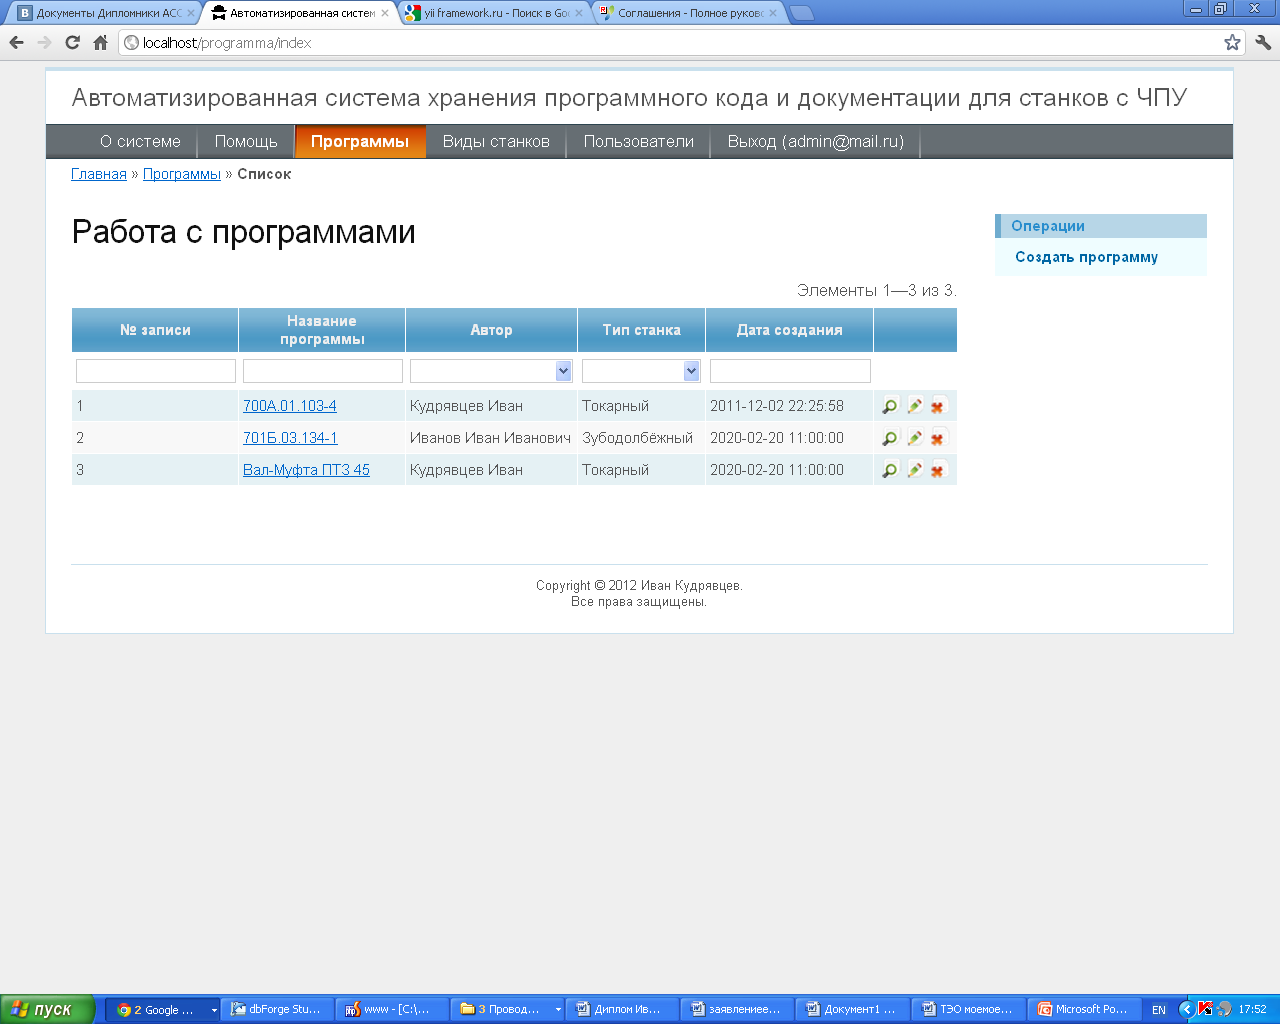 Документы Дипломники АСС
Автоматизированная систем
yii framework.ru - Поиск в Goo
Соглашения - Полное руково
localhost/programma/index
Автоматизированная система хранения программного кода и документации для станков с ЧПУ
О системе
Помощь
Программы
Виды станков
Пользователи
Выход (admin@mail.ru)
Главная » Программы » Список
Работа с программами
Операции
Создать программу
Элементы 1—3 из 3.
№ записи
Название
программы
Автор
Тип станка
Дата создания
1 700А.01.103-4 Кудрявцев Иван Токарный 2011-12-02 22:25:58
2 701Б.03.134-1 Иванов Иван Иванович Зубодолбёжный 2020-02-20 11:00:00
3 Вал-Муфта ПТЗ 45 Кудрявцев Иван Токарный 2020-02-20 11:00:00
Copyright © 2012 Иван Кудрявцев.
Все права защищены.
пуск
2 Google ...
dbForge Stu...
www - [C:\...
3 Провод...
Диплом Ив...
заявлениее...
Документ1 ...
ТЭО моемое...
Microsoft Po...
EN
17:52